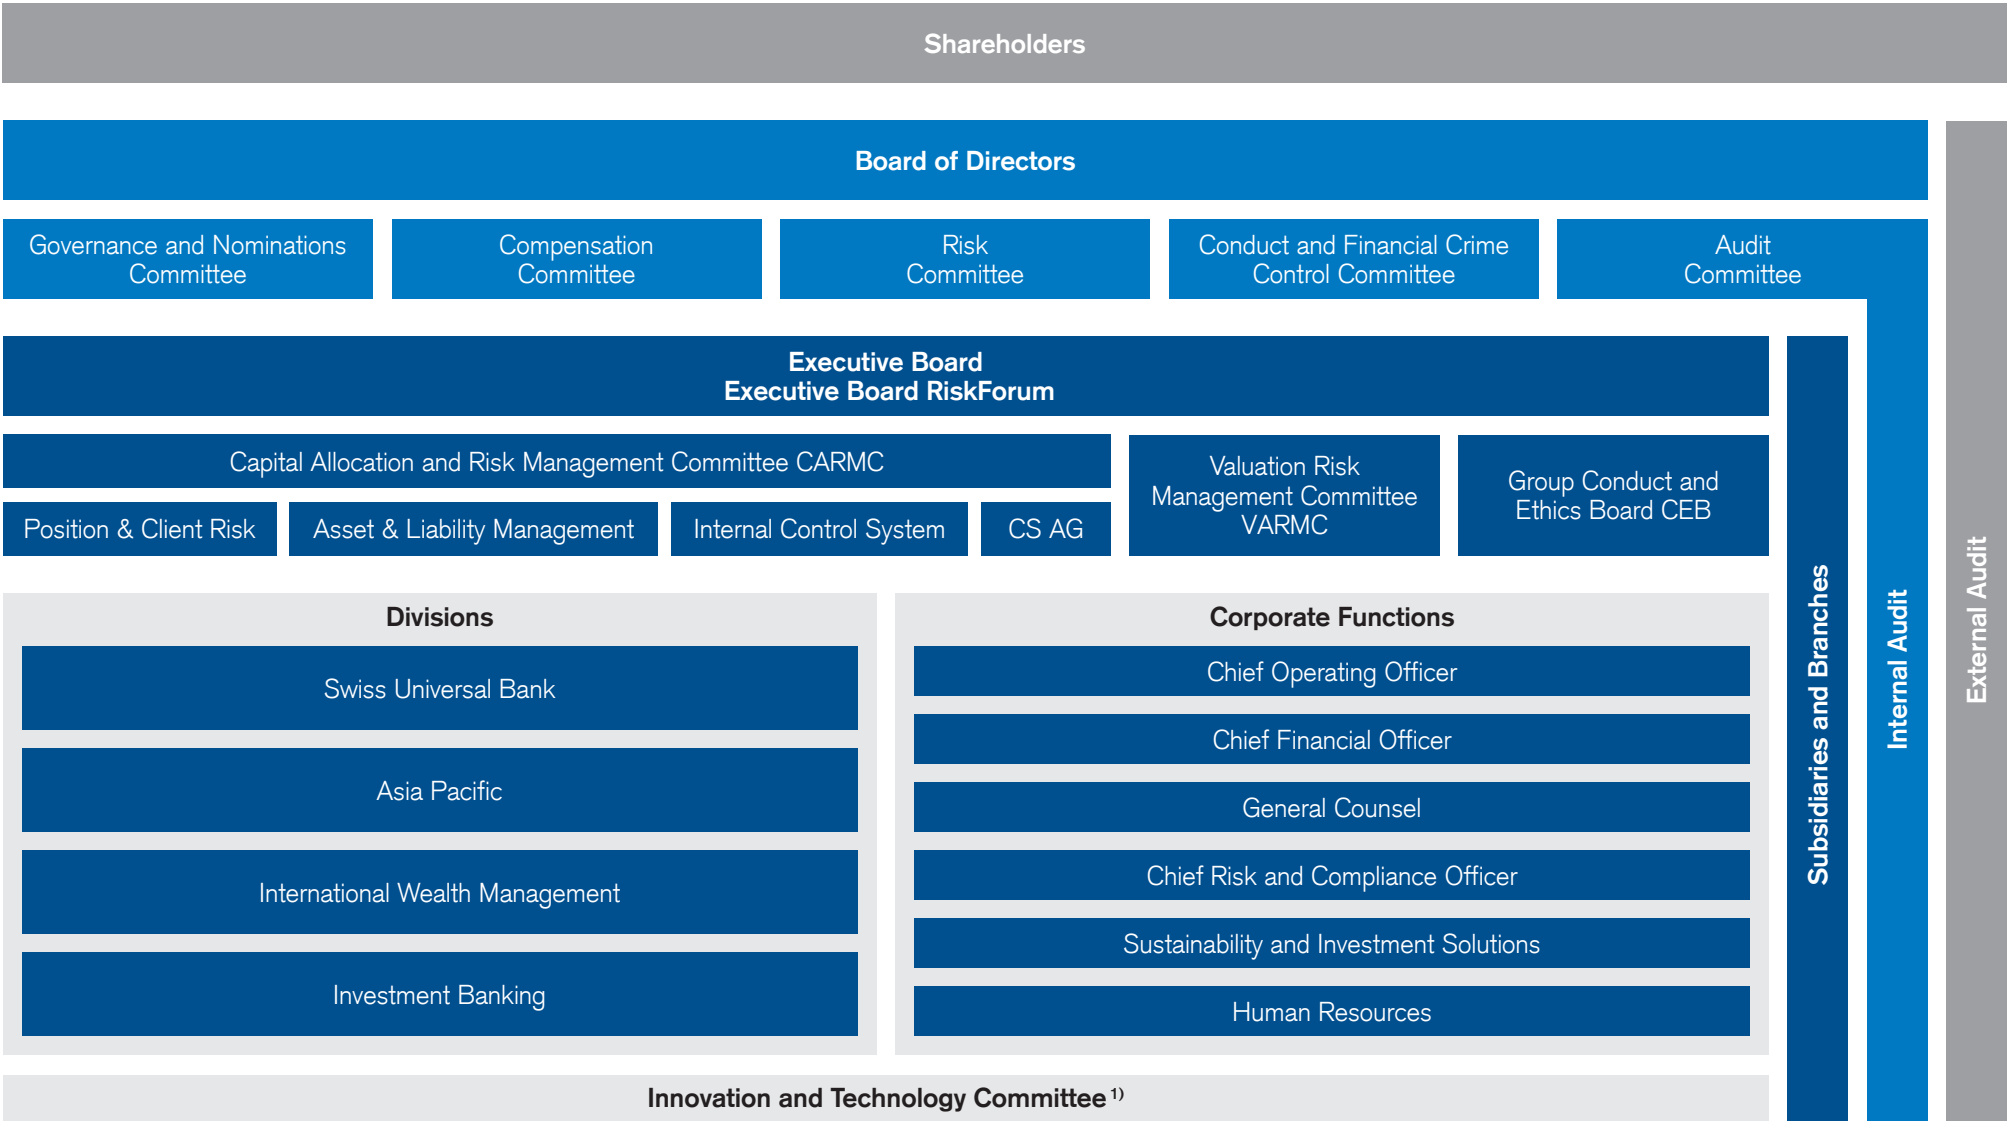 Shareholders
Board of Directors
Governance and Nominations
Committee
Compensation
Committee
Risk
Committee
Conduct and Financial Crime
Control Committee
Audit
Committee
Executive Board
Executive Board RiskForum
Capital Allocation and Risk Management Committee CARMC
Position & Client Risk
Asset & Liability Management
Internal Control System
CS AG
Valuation Risk
Management Committee
VARMC
Group Conduct and
Ethics Board CEB
Divisions
Swiss Universal Bank
Asia Pacific
International Wealth Management
Investment Banking
Corporate Functions
Chief Operating Officer
Chief Financial Officer
General Counsel
Chief Risk and Compliance Officer
Sustainability and Investment Solutions
Human Resources
Innovation and Technology Committee 1)
Subsidiaries and Branches
Internal Audit
External Audit